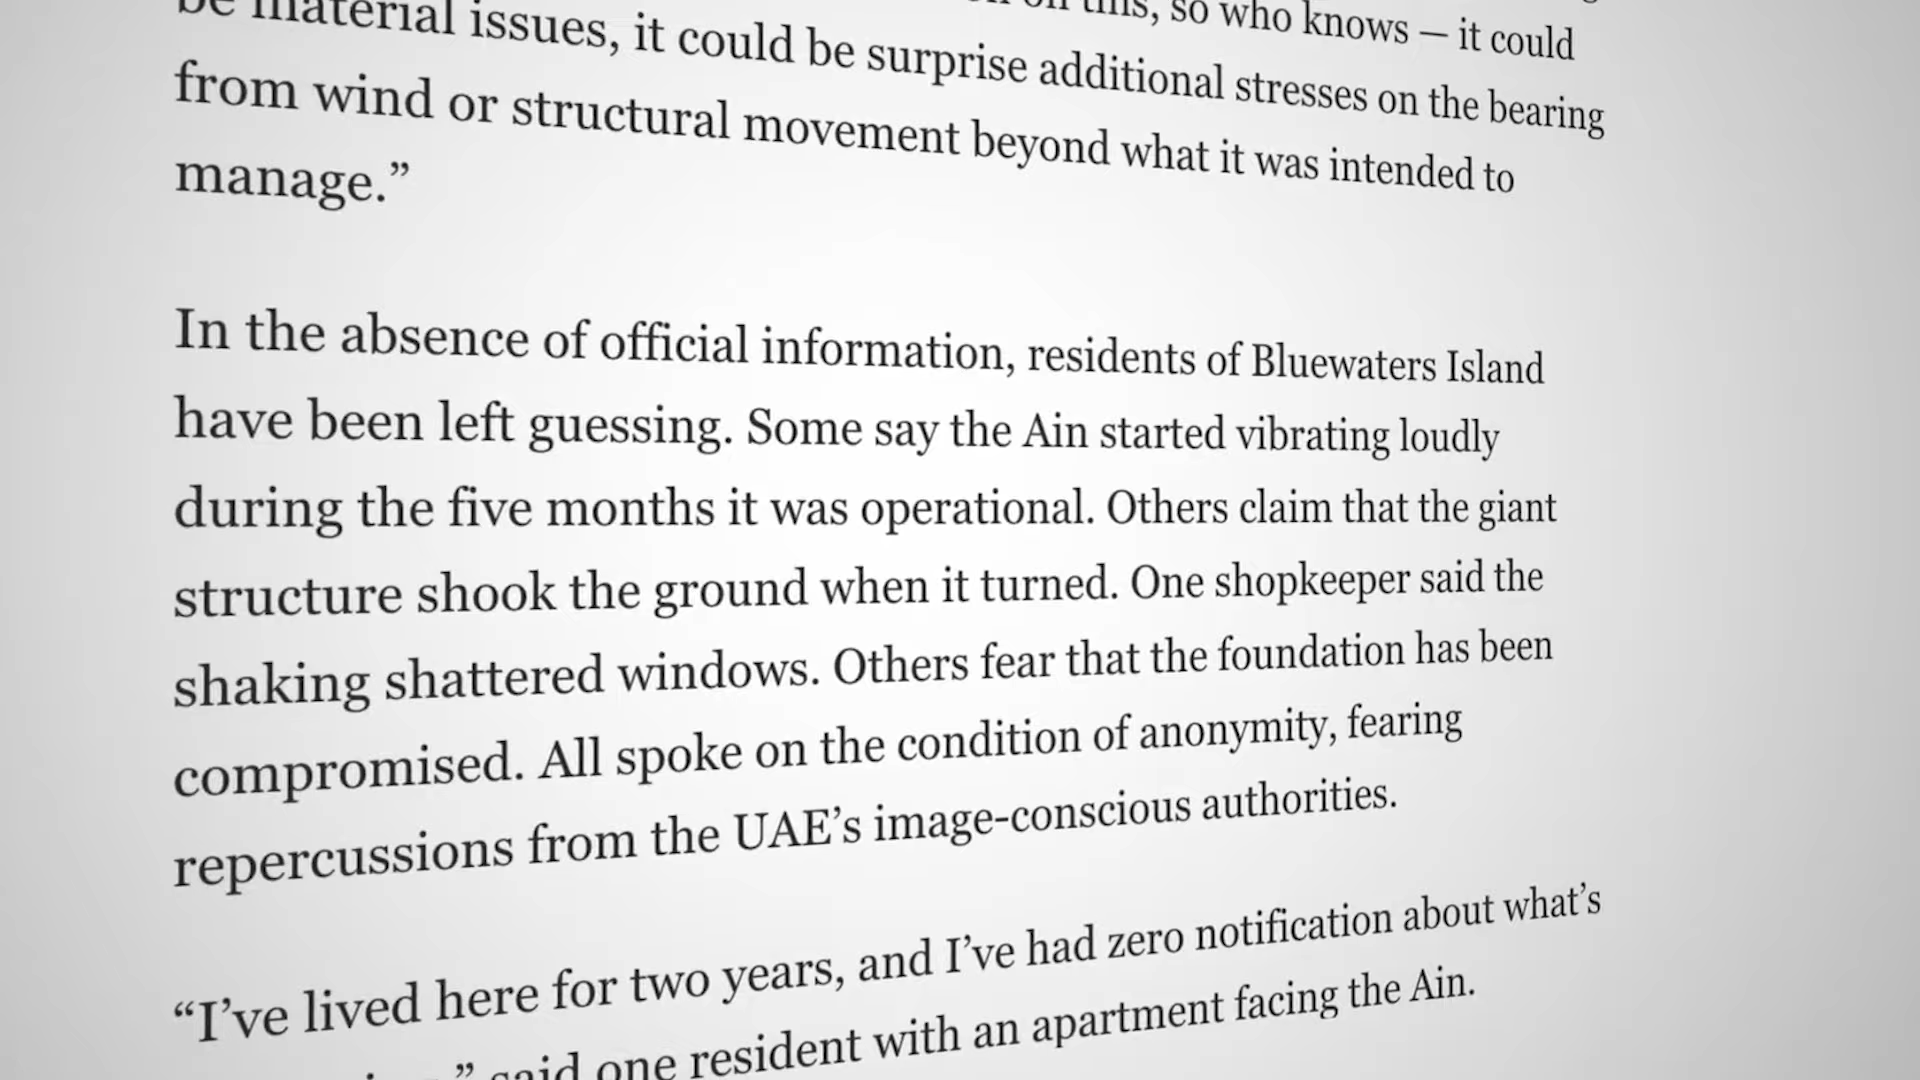 this, so who knows — it could
be material issues, it could be surprise additional stresses on the bearing
from wind or structural movement beyond what it was intended to
manage.”
In the absence of official information, residents of Bluewaters Island
have been left guessing. Some say the Ain started vibrating loudly
during the five months it was operational. Others claim that the giant
structure shook the ground when it turned. One shopkeeper said the
shaking shattered windows. Others fear that the foundation has been
compromised. All spoke on the condition of anonymity, fearing
repercussions from the UAE’s image-conscious authorities.
“I’ve lived here for two years, and I’ve had zero notification about what’s
” said one resident with an apartment facing the Ain.